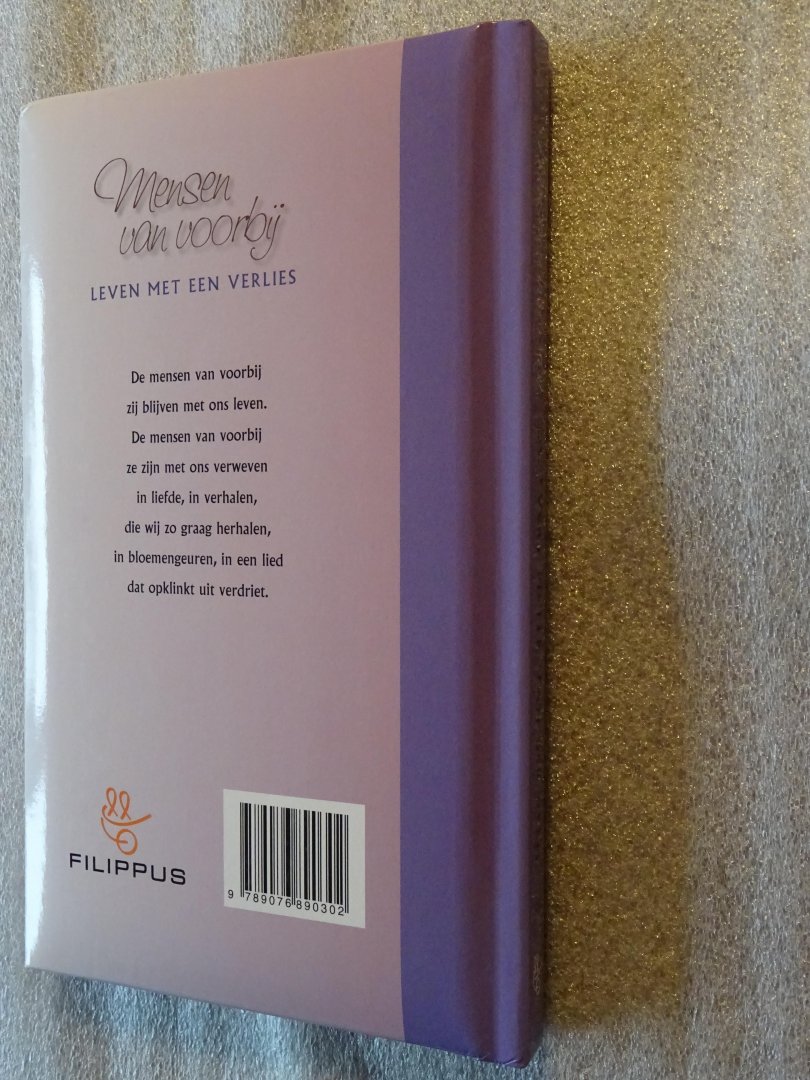 Mensen
van voorbij
LEVEN MET EEN VERLIES
De mensen van voorbij
zij blijven met ons leven.
De mensen van voorbij
ze zijn met ons verweven
in liefde, in verhalen,
die wij zo graag herhalen,
in bloemengeuren, in een lied
dat opklinkt uit verdriet.
FILIPPUS
9 789076 890302